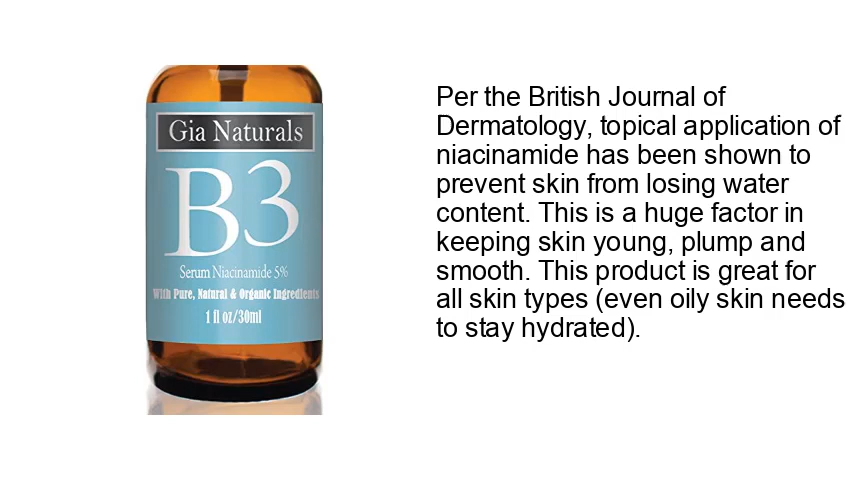 Gia Naturals
B3
Serum Niacinamide 5%
With Pure, Natural & Organic Ingredients
1 fl oz/30ml
Per the British Journal of
Dermatology, topical application of
niacinamide has been shown to
prevent skin from losing water
content. This is a huge factor in
keeping skin young, plump and
smooth. This product is great for
all skin types (even oily skin needs
to stay hydrated).